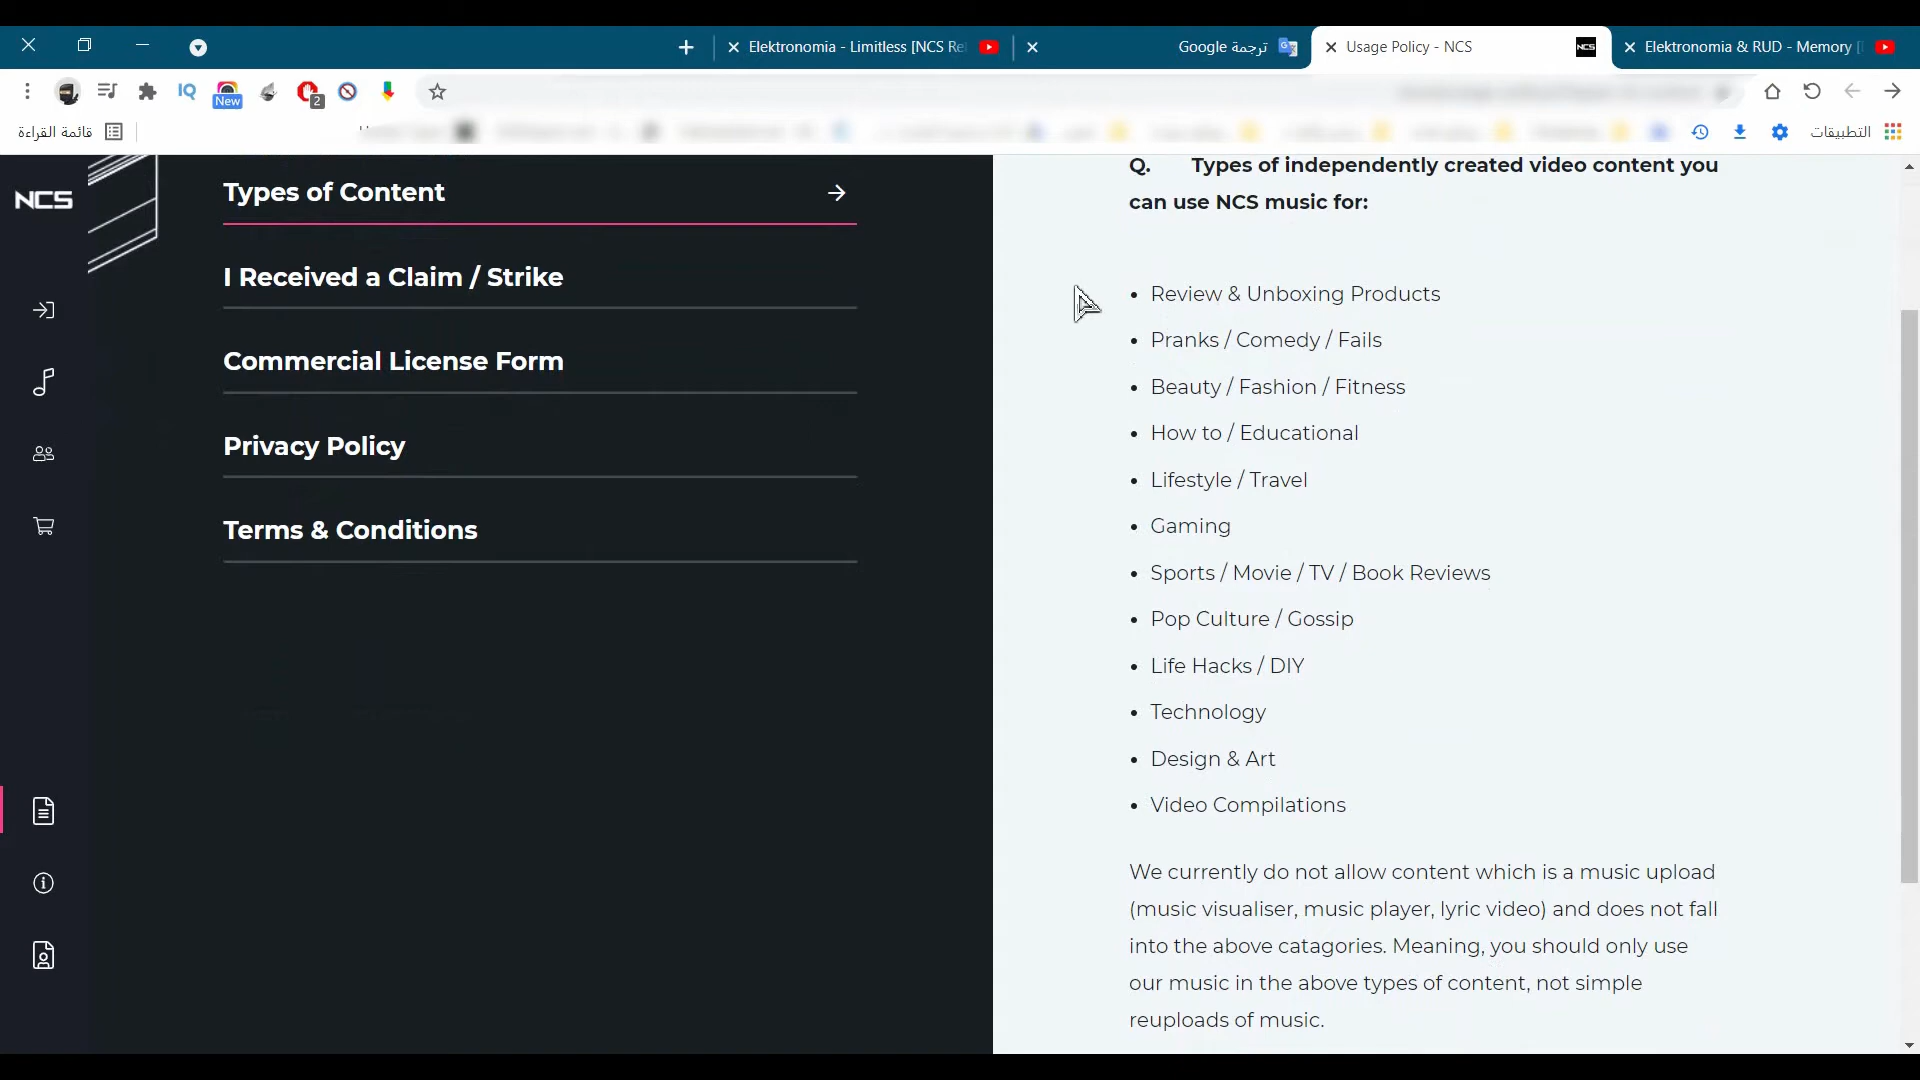 Elektronomia - Limitless [NCS Re
ترجمة Google
Usage Policy - NCS
NCS
Elektronomia & RUD - Memory [
IQ
New
2
قائمة القراءة
التطبيقات
NCS
Types of Content
I Received a Claim / Strike
Commercial License Form
Privacy Policy
Terms & Conditions
Q. Types of independently created video content you
can use NCS music for:
• Review & Unboxing Products
• Pranks / Comedy / Fails
• Beauty / Fashion / Fitness
• How to / Educational
• Lifestyle / Travel
• Gaming
• Sports / Movie / TV / Book Reviews
• Pop Culture / Gossip
• Life Hacks / DIY
• Technology
• Design & Art
• Video Compilations
We currently do not allow content which is a music upload
(music visualiser, music player, lyric video) and does not fall
into the above catagories. Meaning, you should only use
our music in the above types of content, not simple
reuploads of music.